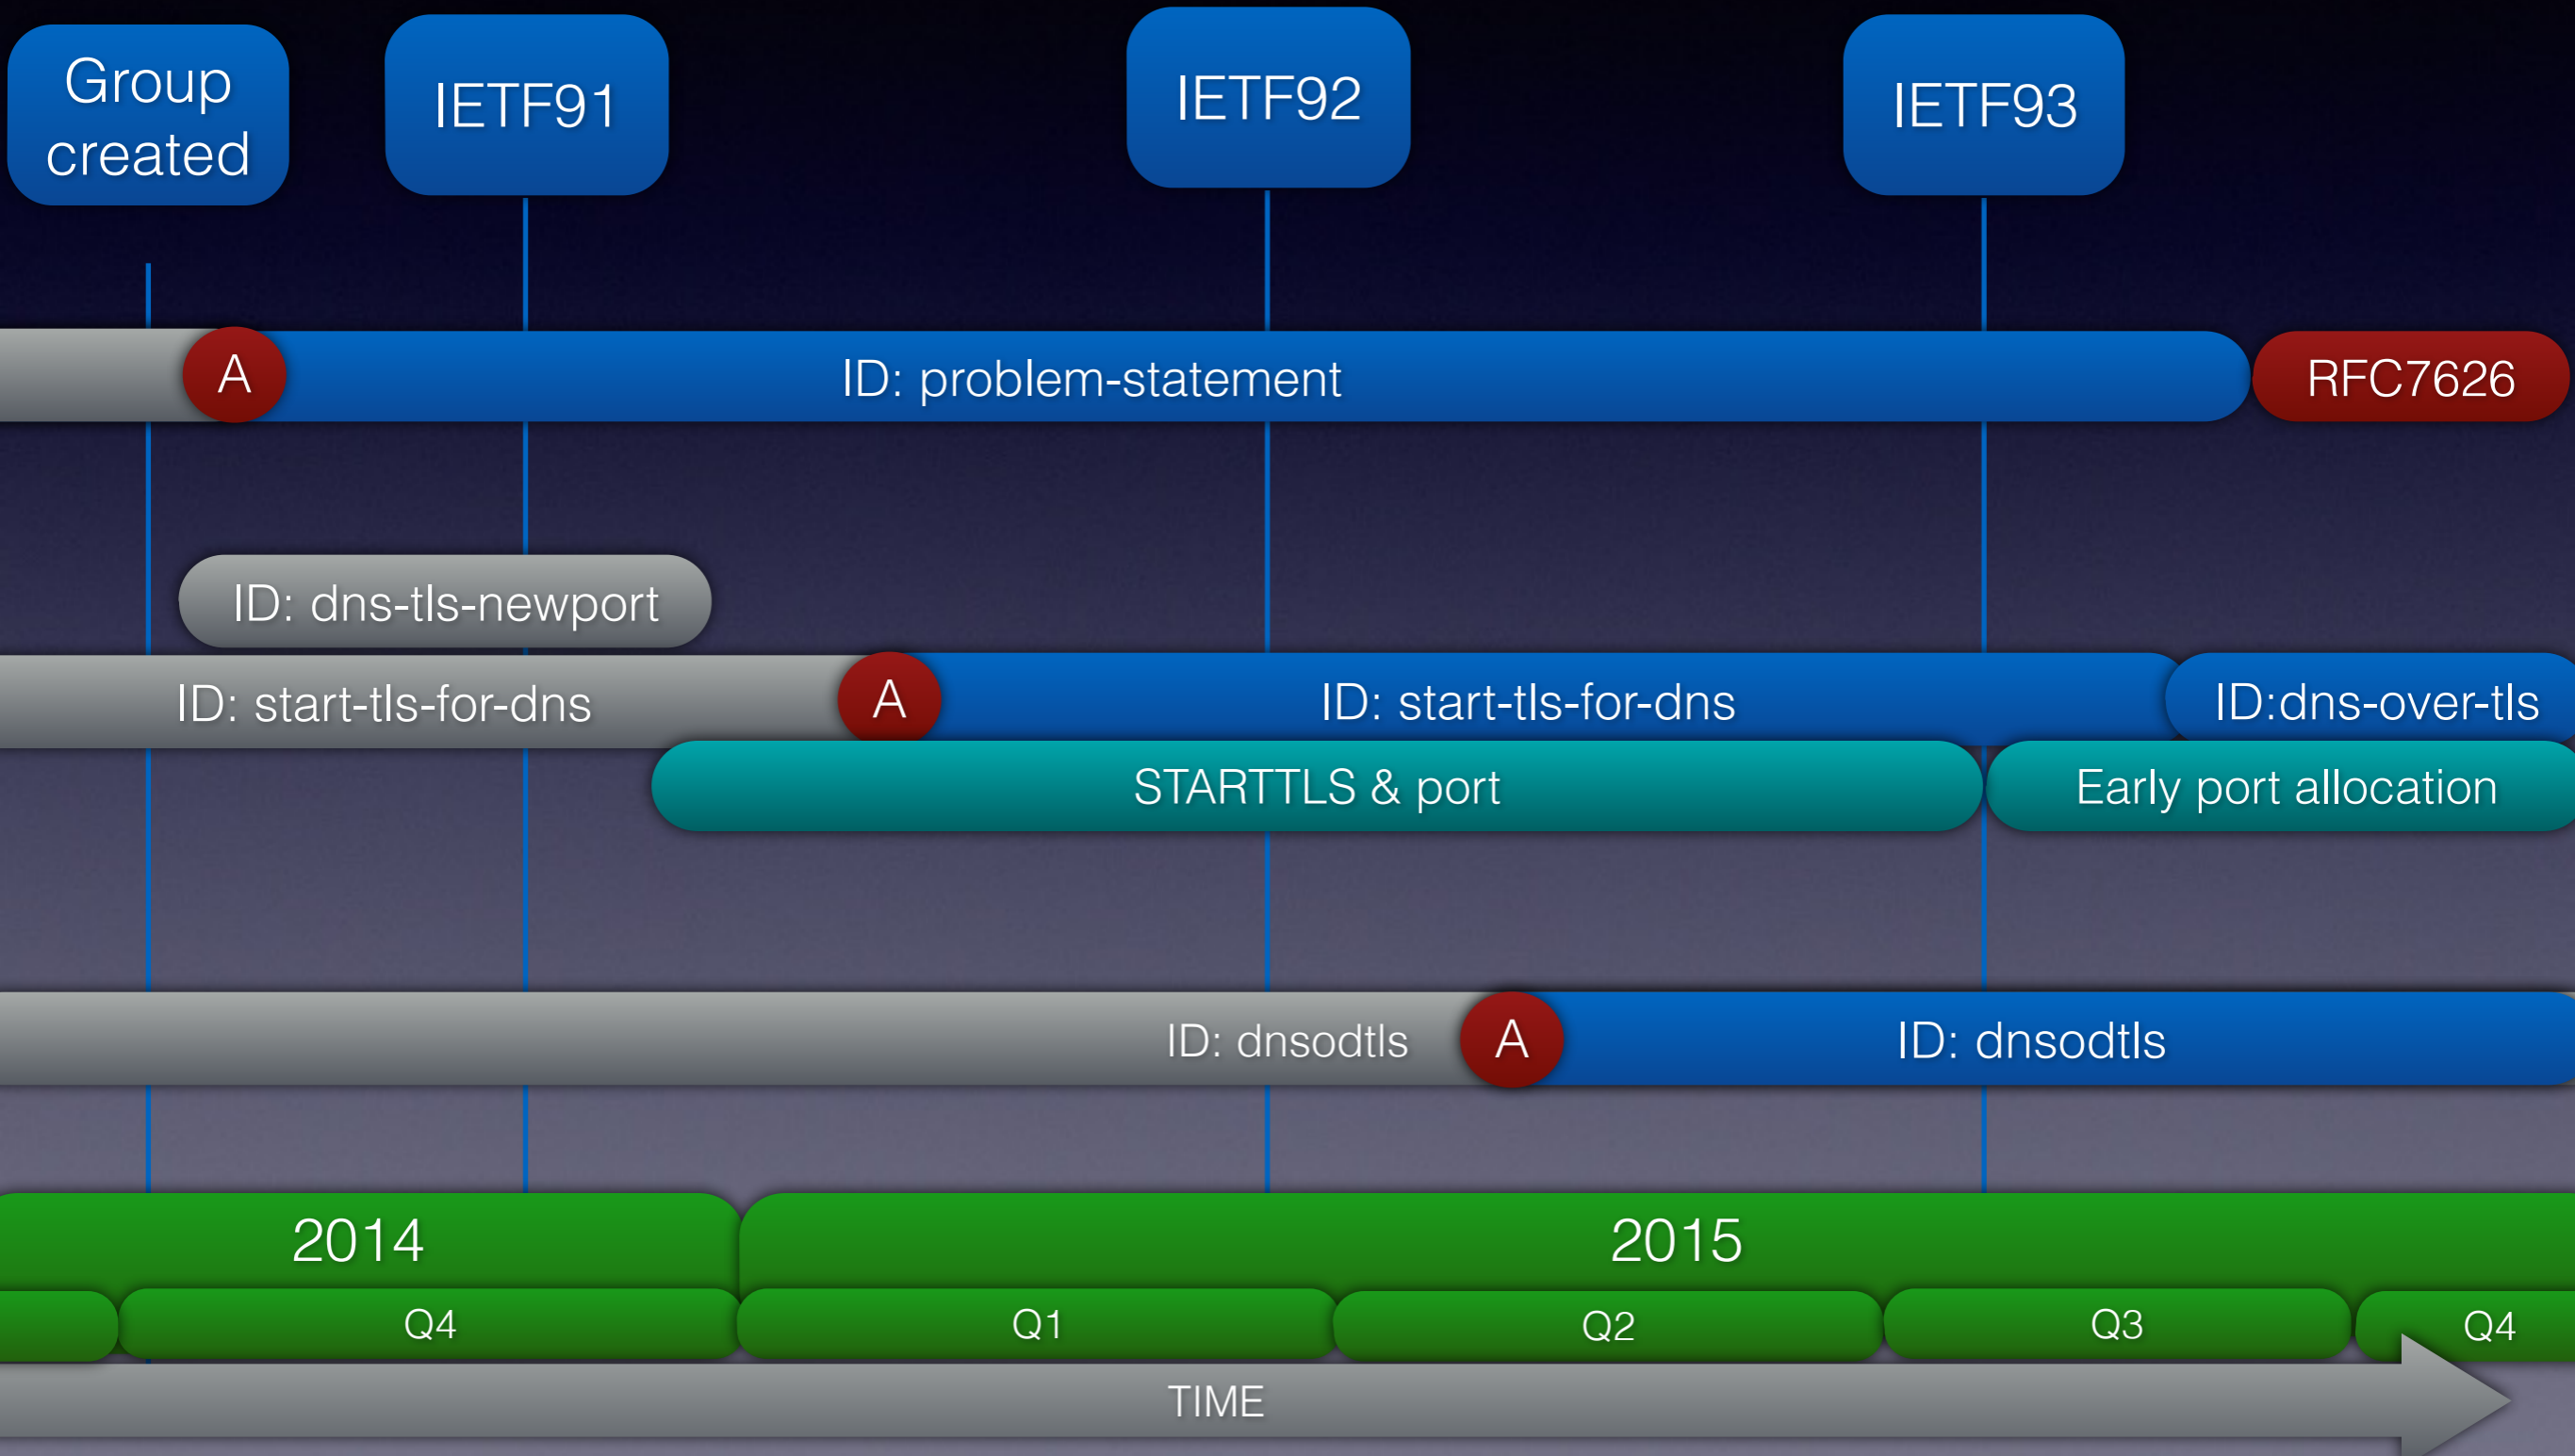 Group
created
IETF91
IETF92
IETF93
A
ID: problem-statement
RFC7626
ID: dns-tls-newport
ID: start-tls-for-dns
A
ID: start-tls-for-dns
ID:dns-over-tls
STARTTLS & port
Early port allocation
ID: dnsodtls
A
ID: dnsodtls
2014
2015
Q4
Q1
Q2
Q3
Q4
TIME